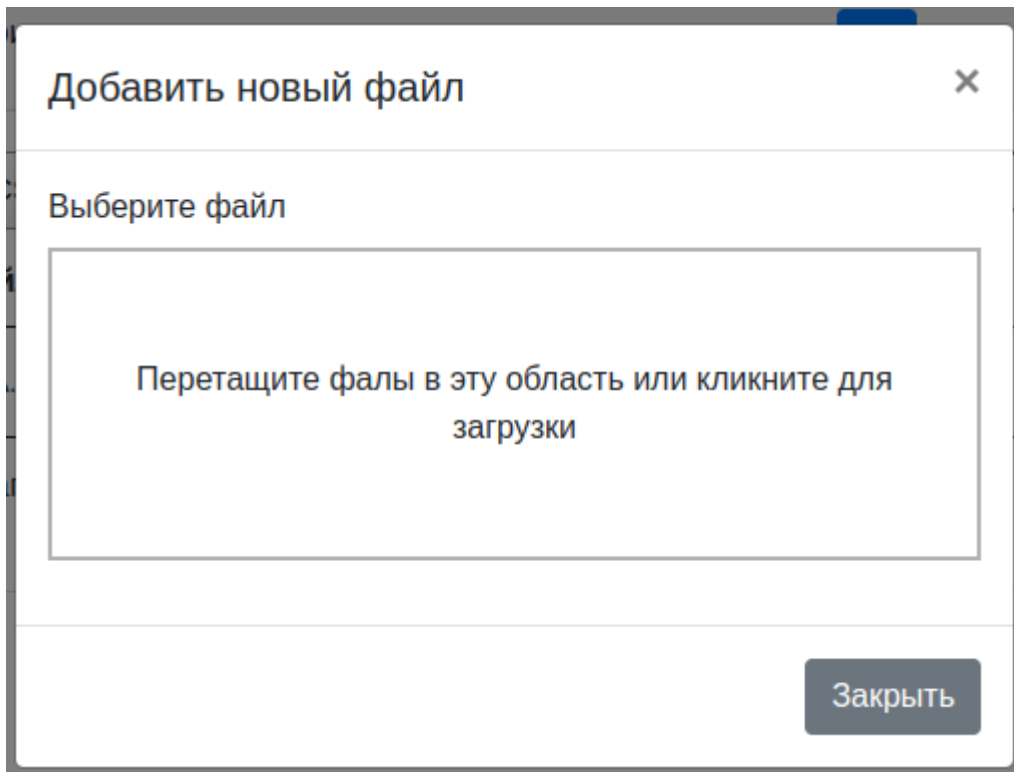 Добавить новый файл
×
Выберите файл
Перетащите фалы в эту область или кликните для
загрузки
Закрыть